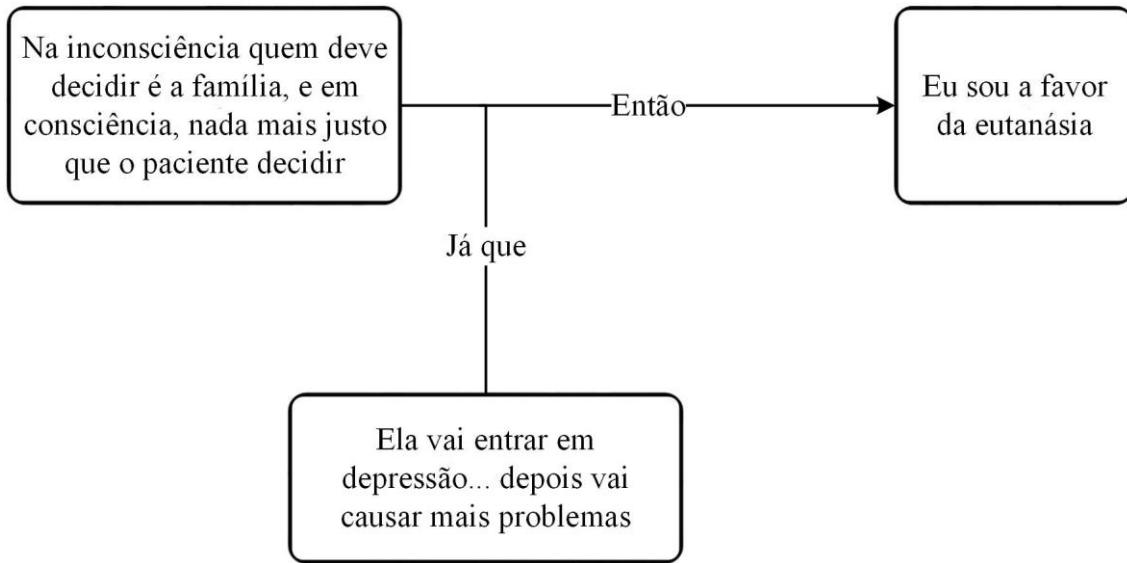 Na inconsciência quem deve
decidir é a família, e em
consciência, nada mais justo
que o paciente decidir
Então
Eu sou a favor
da eutanásia
Já que
Ela vai entrar em
depressão... depois vai
causar mais problemas